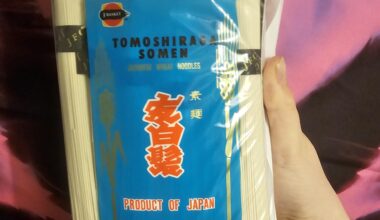 TOMOSHIRAGA
SOMEN
JAPANESE WHEAT NOODLES
素麺
友白髪
PRODUCT OF JAPAN